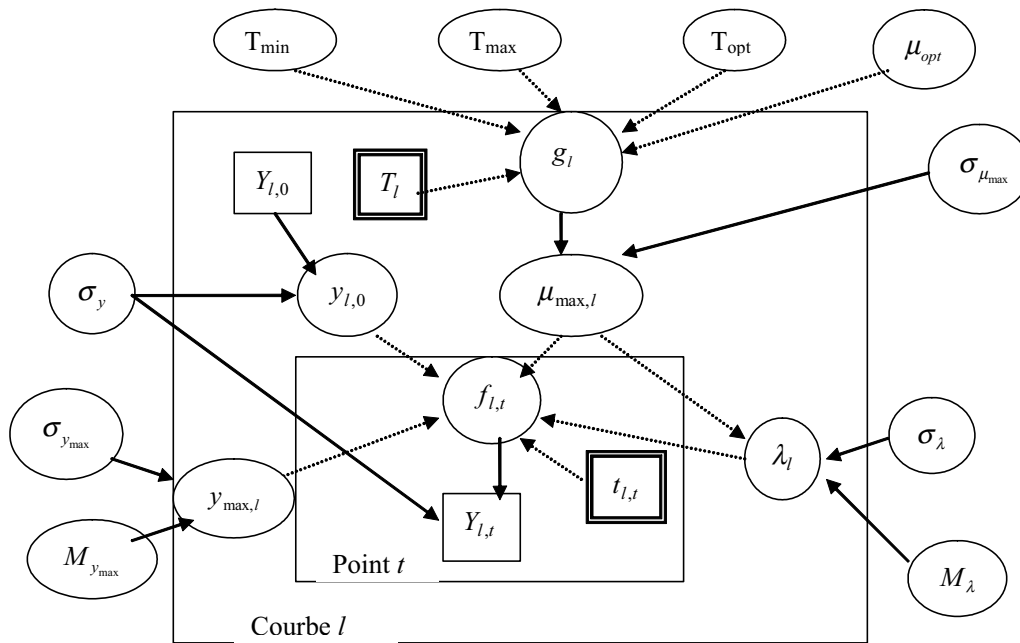 T_min T_max T_opt μ_opt
g_l
Y_l,0 T_l σ_μmax
σ_y y_l,0 μ_max,l
f_l,t
σ_ymax λ_l σ_λ
y_max,l t_l,t
Y_l,t
M_ymax Point t M_λ
Courbe l